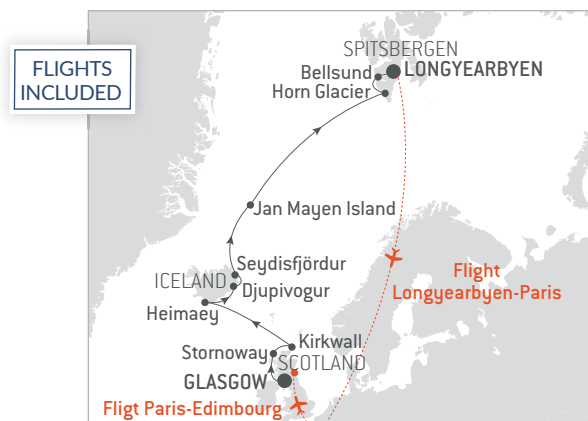 FLIGHTS
INCLUDED
SPITSBERGEN
Bellsund
LONGYEARBYEN
Horn Glacier
Jan Mayen Island
Seydisfjördur
ICELAND
Djupivogur
Heimaey
Flight
Longyearbyen-Paris
Kirkwall
Stornoway
SCOTLAND
GLASGOW
Fligt Paris-Edimbourg